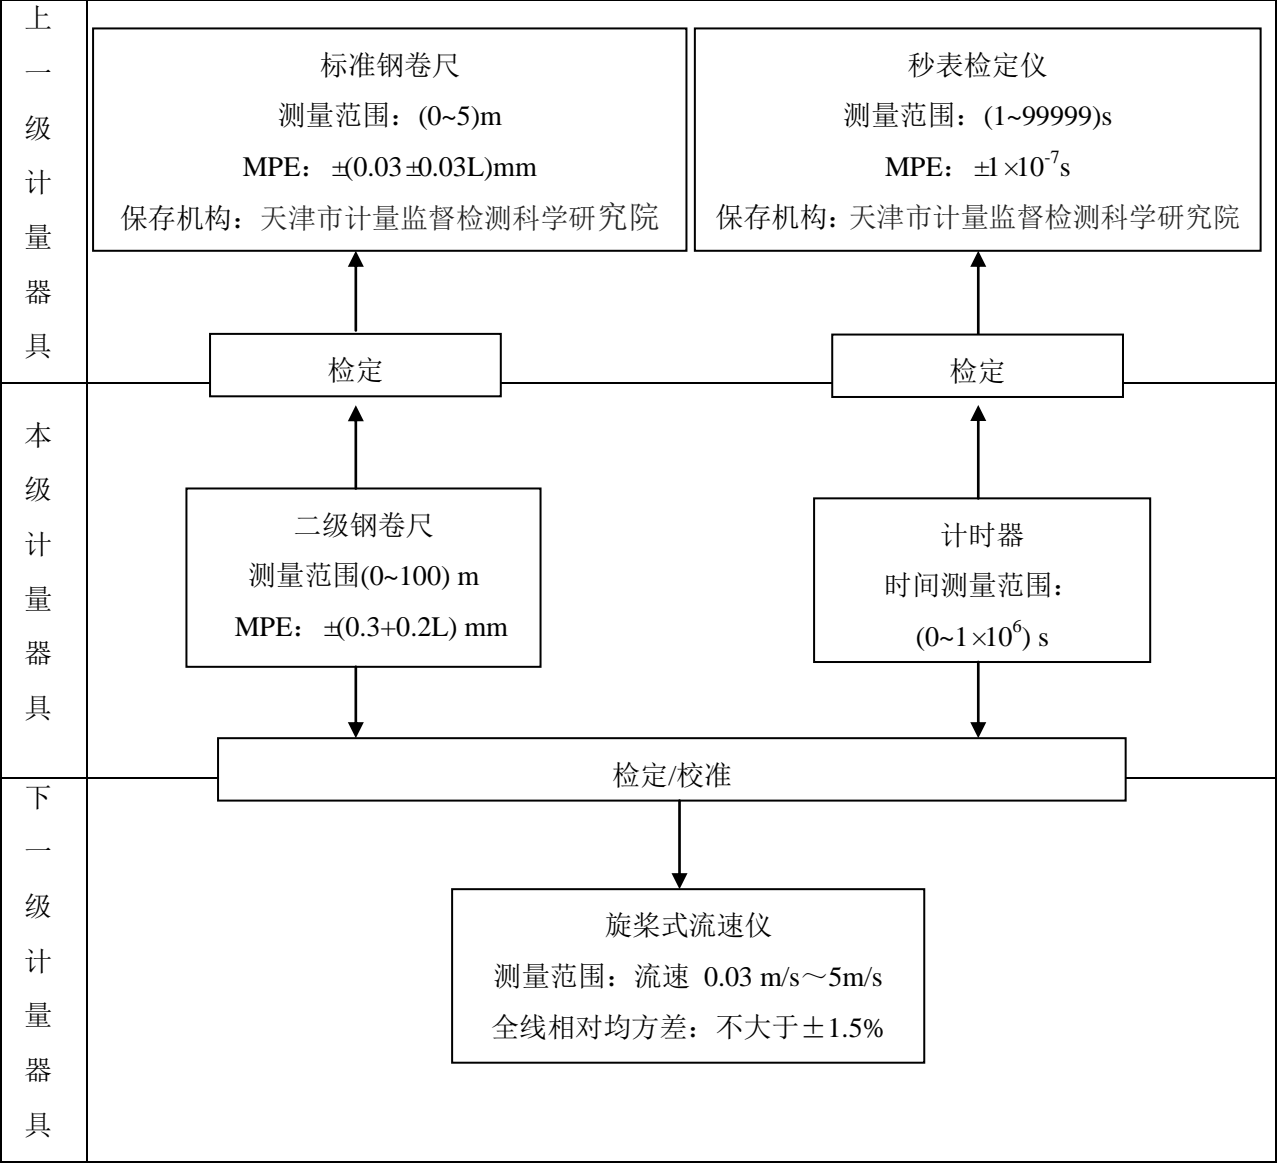 上一级计量器具
标准钢卷尺
测量范围：(0~5)m
MPE：±(0.03±0.03L)mm
保存机构：天津市计量监督检测科学研究院
秒表检定仪
测量范围：(1~99999)s
MPE：±1×10⁻⁷s
保存机构：天津市计量监督检测科学研究院
检定
检定
本级计量器具
二级钢卷尺
测量范围(0~100) m
MPE：±(0.3+0.2L) mm
计时器
时间测量范围：
(0~1×10⁶) s
检定/校准
下一级计量器具
旋桨式流速仪
测量范围：流速 0.03 m/s～5m/s
全线相对均方差：不大于±1.5%